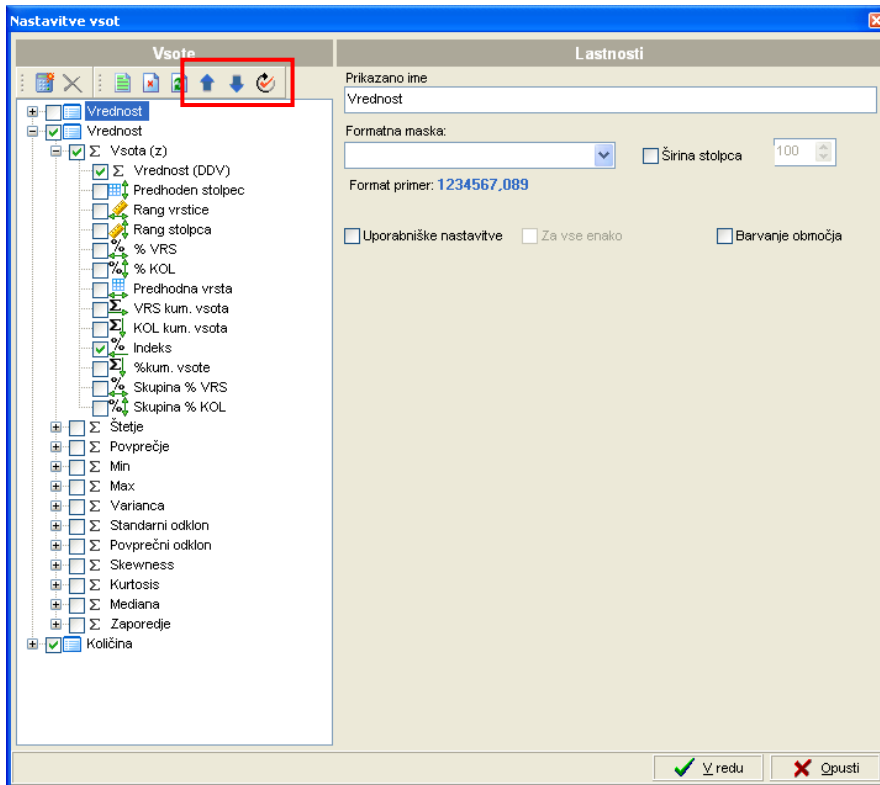 Nastavitve vsot
Vsote
Lastnosti
Prikazano ime
Vrednost
Formatna maska:
Širina stolpca
100
Format primer: 1234567,089
Uporabniške nastavitve
Za vse enako
Barvanje območja
Vrednost
Vrednost
Σ Vsota (z)
Σ Vrednost (DDV)
Predhoden stolpec
Rang vrstice
Rang stolpca
% VRS
% KOL
Predhodna vrsta
VRS kum. vsota
KOL kum. vsota
Indeks
%kum. vsote
Skupina % VRS
Skupina % KOL
Σ Štetje
Σ Povprečje
Σ Min
Σ Max
Σ Varianca
Σ Standarni odklon
Σ Povprečni odklon
Σ Skewness
Σ Kurtosis
Σ Mediana
Σ Zaporedje
Količina
V redu
Opusti